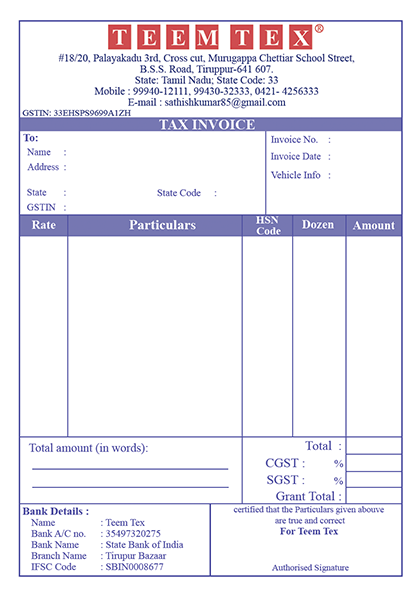 TEEM TEX®
#18/20, Palayakadu 3rd, Cross cut, Murugappa Chettiar School Street,
B.S.S. Road, Tiruppur-641 607.
State: Tamil Nadu; State Code: 33
Mobile : 99940-12111, 99430-32333, 0421- 4256333
E-mail : sathishkumar85@gmail.com
GSTIN: 33EHSPS9699A1ZH
TAX INVOICE
To:
Name :
Address :
State : State Code :
GSTIN :
Invoice No. :
Invoice Date :
Vehicle Info :
Rate Particulars HSN Code Dozen Amount
Total amount (in words):
Total :
CGST : %
SGST : %
Grant Total :
Bank Details :
Name : Teem Tex
Bank A/C no. : 35497320275
Bank Name : State Bank of India
Branch Name : Tirupur Bazaar
IFSC Code : SBIN0008677
certified that the Particulars given abouve
are true and correct
For Teem Tex
Authorised Signature